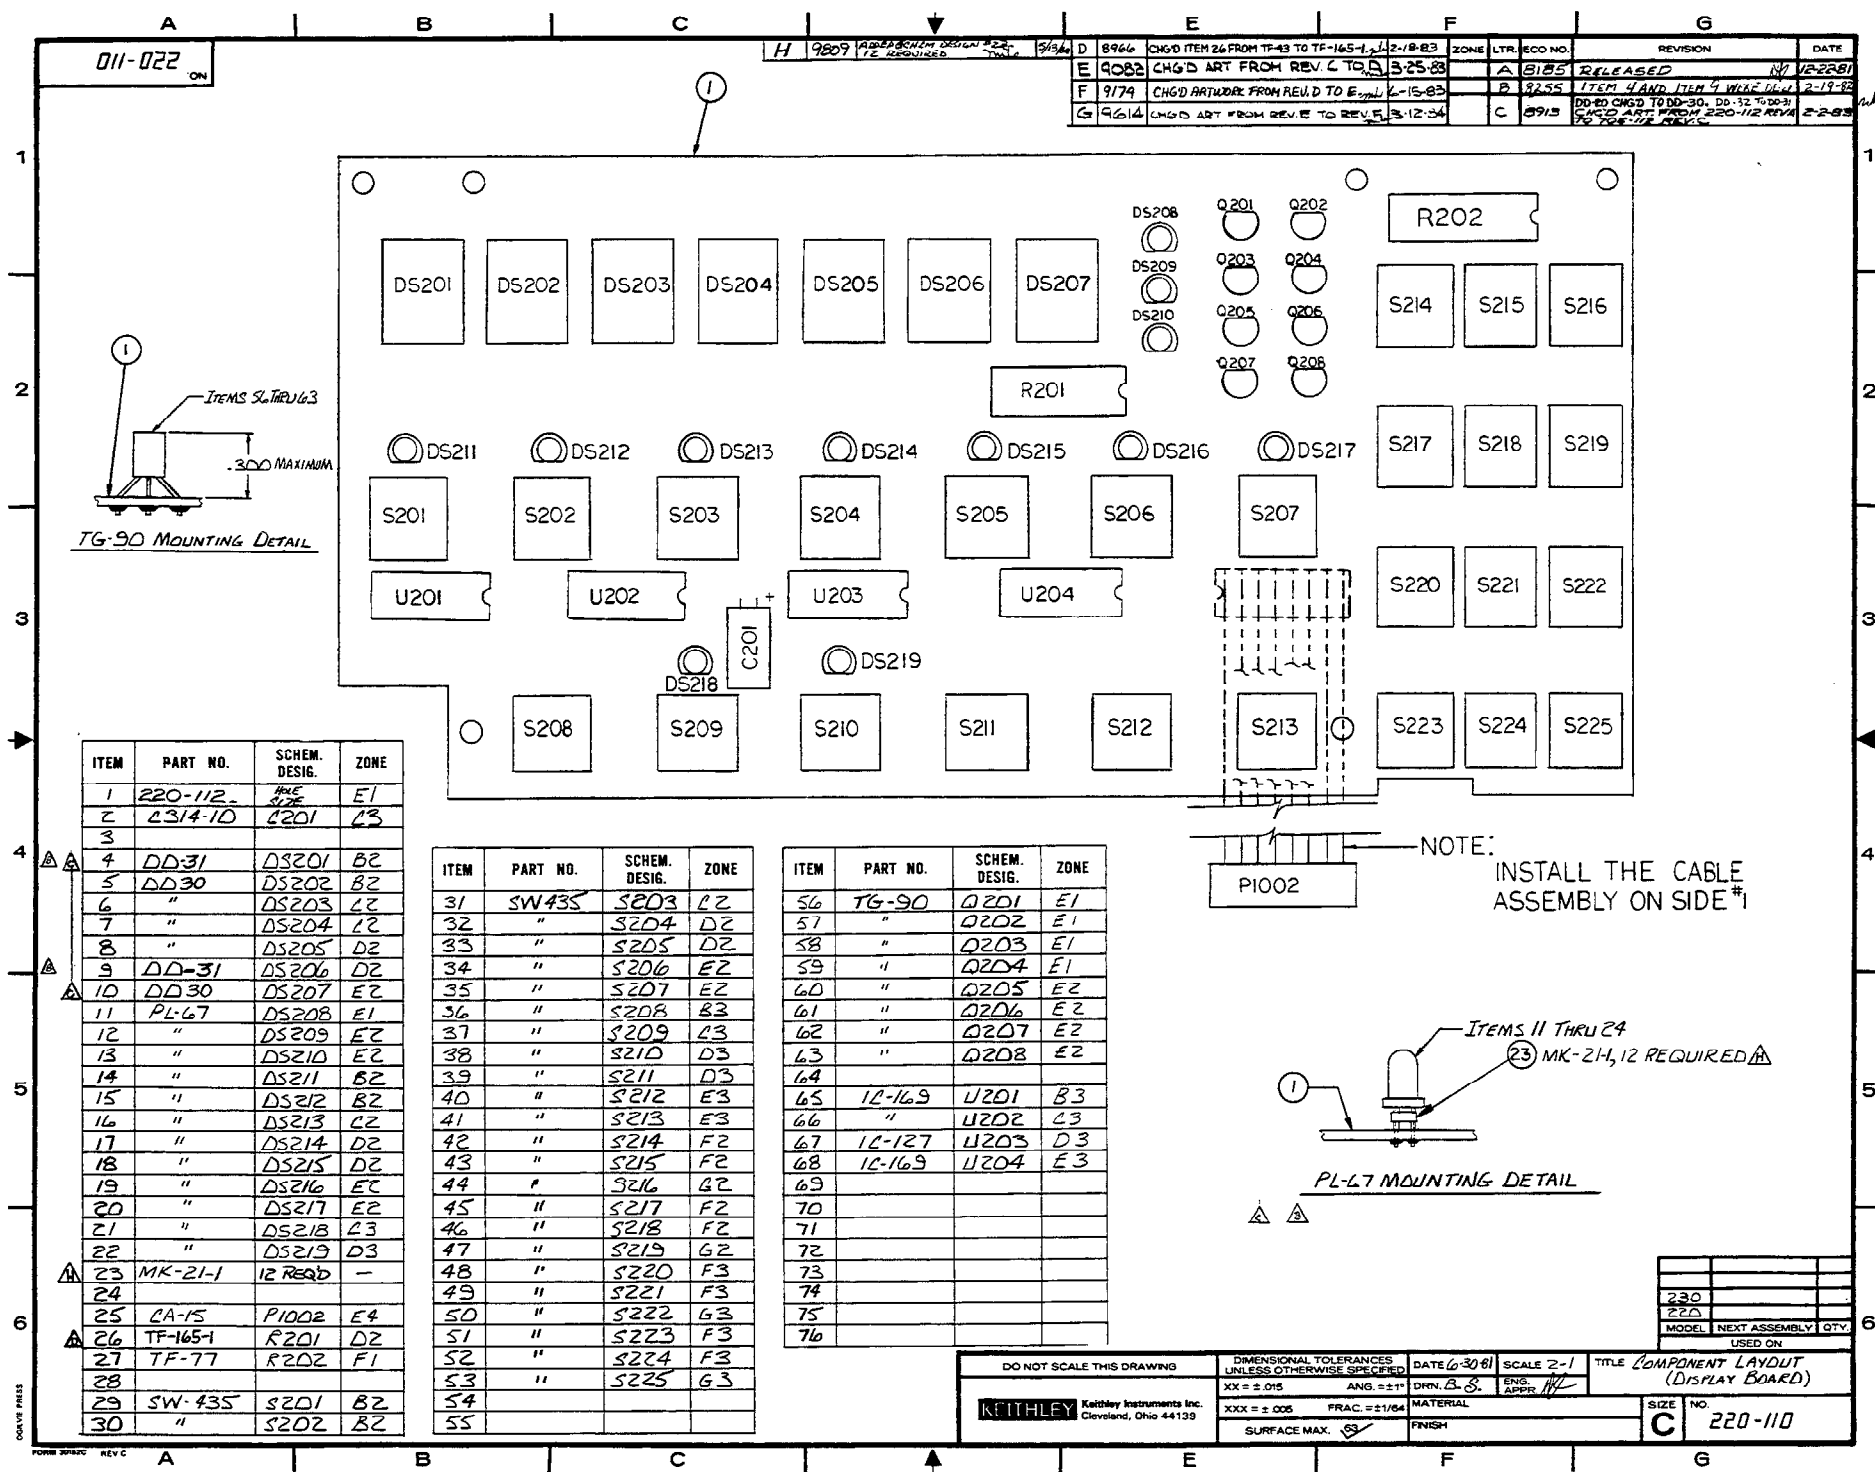 A B C E F G
220-110
NO.
H 9809 12 REQUIRED
D 8966 CHG'D ITEM 26 FROM TF-43 TO TF-165-1 2-18-83
E 9082 CHG'D ART FROM REV. C TO D 3-25-83
F 9174 CHG'D ARTWORK FROM REV. D TO E 6-15-83
G 9614 CHG'D ART FROM REV. E TO REV. F
ZONE LTR. ECO NO. REVISION DATE
A 8185 RELEASED 12-22-81
B ITEM 4 AND ITEM 9 WERE
C 8913 DD-20 CHG'D TO DD-30. DD-32 TO DD-31 CHG'D ART. FROM 220-112 REV A 2-2-83
1
1
1
2
2
3
3
4
4
5
5
6
6
DS208 Q201 Q202 R202
DS201 DS202 DS203 DS204 DS205 DS206 DS207
DS209 Q203 Q204
S214 S215 S216
DS210 Q205 Q206
Q207 Q208
R201
1
ITEMS 56 THRU 63
.300 MAXIMUM
TG-90 MOUNTING DETAIL
DS211 DS212 DS213 DS214 DS215 DS216 DS217
S217 S218 S219
S201 S202 S203 S204 S205 S206 S207
U201 U202 U203 U204
S220 S221 S222
+
C201
DS218 DS219
S208 S209 S210 S211 S212 S213 1 S223 S224 S225
P1002
NOTE:
INSTALL THE CABLE
ASSEMBLY ON SIDE #1
ITEM PART NO. SCHEM. DESIG. ZONE
1 220-112 HOLE SIZE E1
2 C314-10 C201 C3
3
4 DD-31 DS201 B2
5 DD30 DS202 B2
6 " DS203 C2
7 " DS204 C2
8 " DS205 D2
9 DD-31 DS206 D2
10 DD30 DS207 E2
11 PL-67 DS208 E1
12 " DS209 E2
13 " DS210 E2
14 " DS211 B2
15 " DS212 B2
16 " DS213 C2
17 " DS214 D2
18 " DS215 D2
19 " DS216 E2
20 " DS217 E2
21 " DS218 C3
22 " DS219 D3
23 MK-21-1 12 REQ'D –
24
25 CA-15 P1002 E4
26 TF-165-1 R201 D2
27 TF-77 R202 F1
28
29 SW-435 S201 B2
30 " S202 B2
ITEM PART NO. SCHEM. DESIG. ZONE
31 SW435 S203 C2
32 " S204 D2
33 " S205 D2
34 " S206 E2
35 " S207 E2
36 " S208 B3
37 " S209 C3
38 " S210 D3
39 " S211 D3
40 " S212 E3
41 " S213 E3
42 " S214 F2
43 " S215 F2
44 " S216 G2
45 " S217 F2
46 " S218 F2
47 " S219 G2
48 " S220 F3
49 " S221 F3
50 " S222 G3
51 " S223 F3
52 " S224 F3
53 " S225 G3
54
55
ITEM PART NO. SCHEM. DESIG. ZONE
56 TG-90 Q201 E1
57 " Q202 E1
58 " Q203 E1
59 " Q204 E1
60 " Q205 E2
61 " Q206 E2
62 " Q207 E2
63 " Q208 E2
64
65 IC-169 U201 B3
66 " U202 C3
67 IC-127 U203 D3
68 IC-169 U204 E3
69
70
71
72
73
74
75
76
ITEMS 11 THRU 24
23 MK-21-1, 12 REQUIRED H
1
PL-67 MOUNTING DETAIL
230
220
MODEL NEXT ASSEMBLY QTY.
USED ON
DO NOT SCALE THIS DRAWING
KEITHLEY Keithley Instruments Inc.
Cleveland, Ohio 44139
DIMENSIONAL TOLERANCES
UNLESS OTHERWISE SPECIFIED
XX = ± .015 ANG. = ±1°
XXX = ± .005 FRAC. = ±1/64
SURFACE MAX. 63
DATE 6-30-81 SCALE 2-1
DRN. B.S. ENG. APPR.
MATERIAL
FINISH
TITLE COMPONENT LAYOUT
(DISPLAY BOARD)
SIZE C NO. 220-110
REV C
A B C E F G